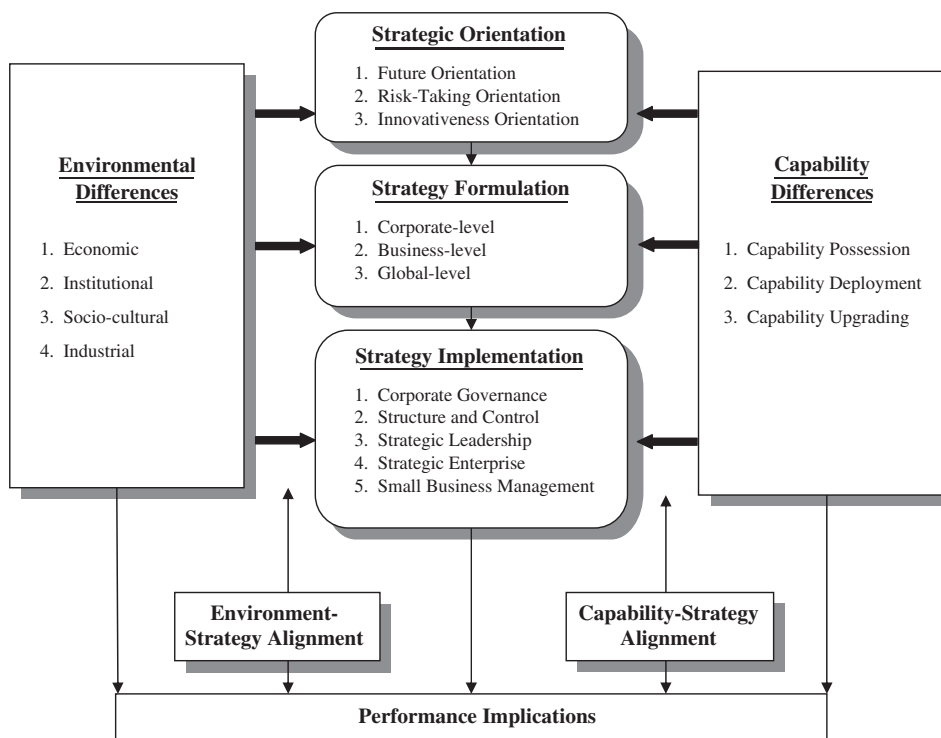 Strategic Orientation
1. Future Orientation
2. Risk-Taking Orientation
3. Innovativeness Orientation
Environmental
Differences
1. Economic
2. Institutional
3. Socio-cultural
4. Industrial
Strategy Formulation
1. Corporate-level
2. Business-level
3. Global-level
Capability
Differences
1. Capability Possession
2. Capability Deployment
3. Capability Upgrading
Strategy Implementation
1. Corporate Governance
2. Structure and Control
3. Strategic Leadership
4. Strategic Enterprise
5. Small Business Management
Environment-
Strategy Alignment
Capability-Strategy
Alignment
Performance Implications